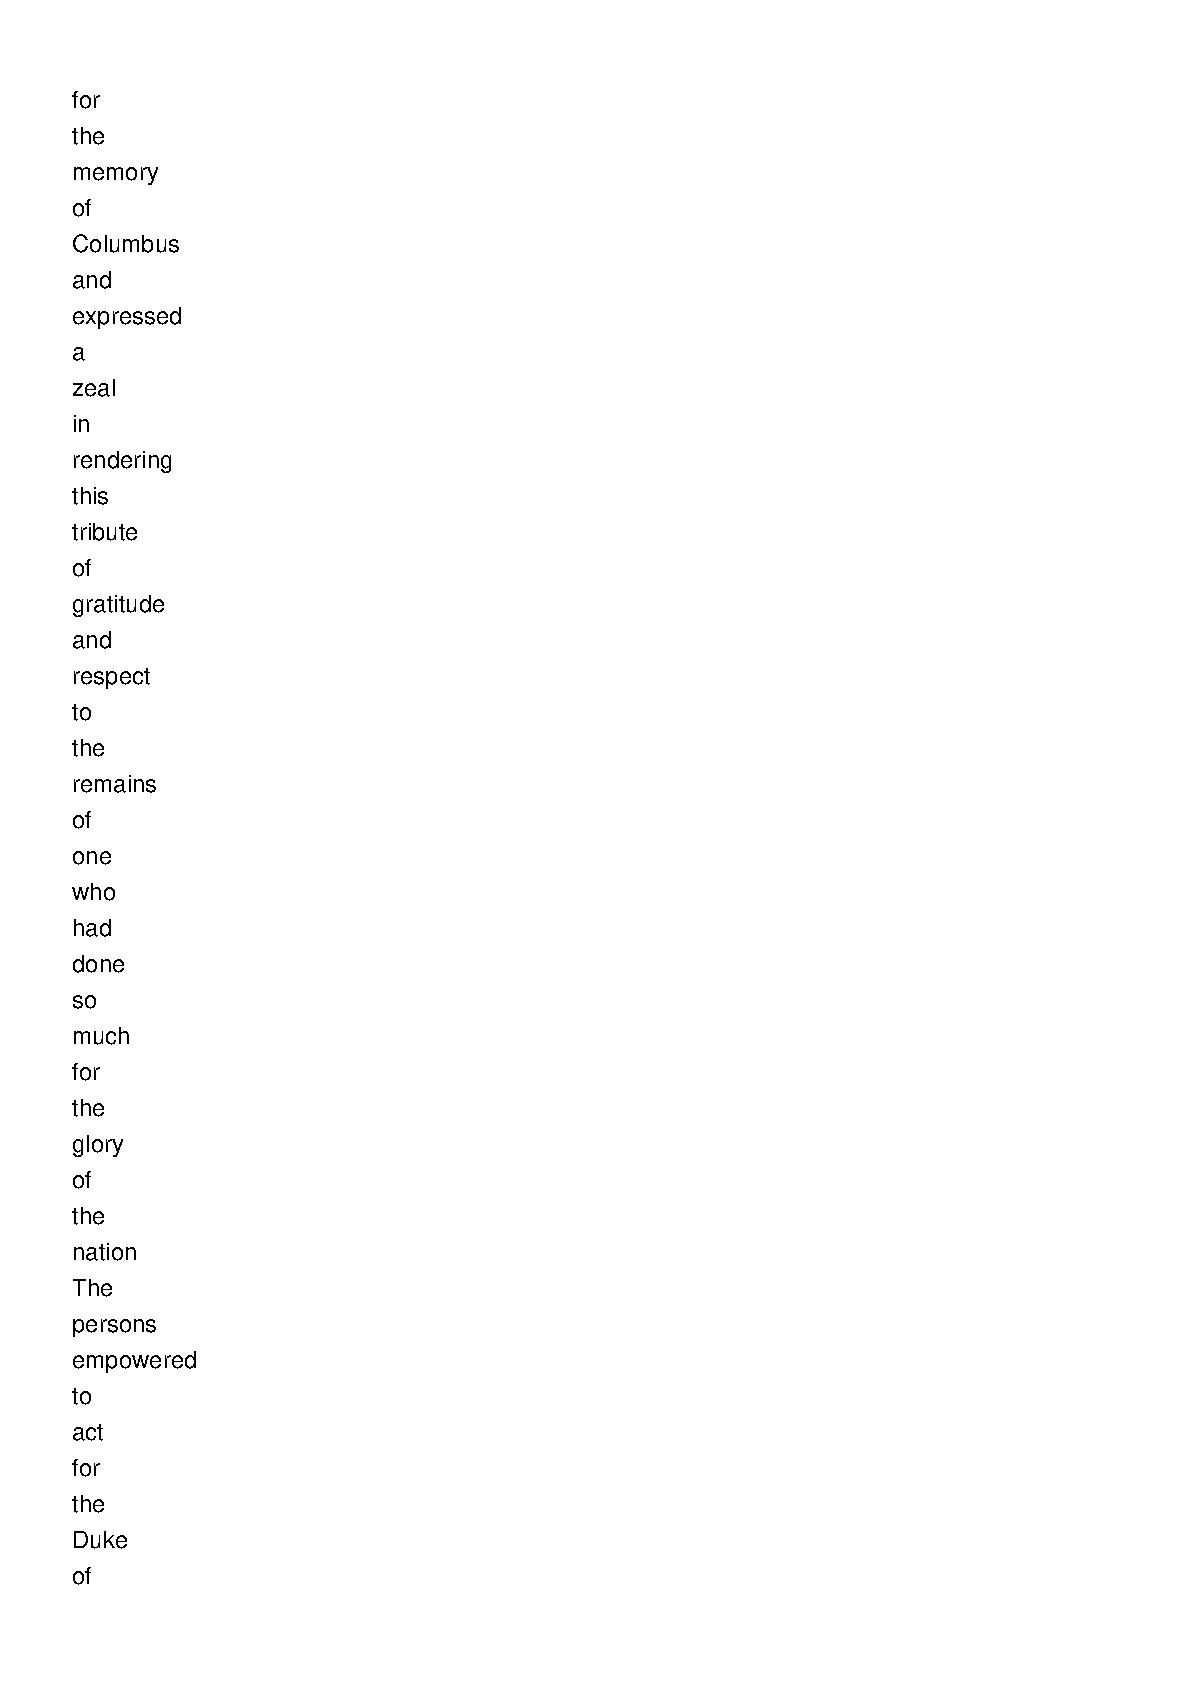 for
the
memory
of
Columbus
and
expressed
a
zeal
in
rendering
this
tribute
of
gratitude
and
respect
to
the
remains
of
one
who
had
done
so
much
for
the
glory
of
the
nation
The
persons
empowered
to
act
for
the
Duke
of